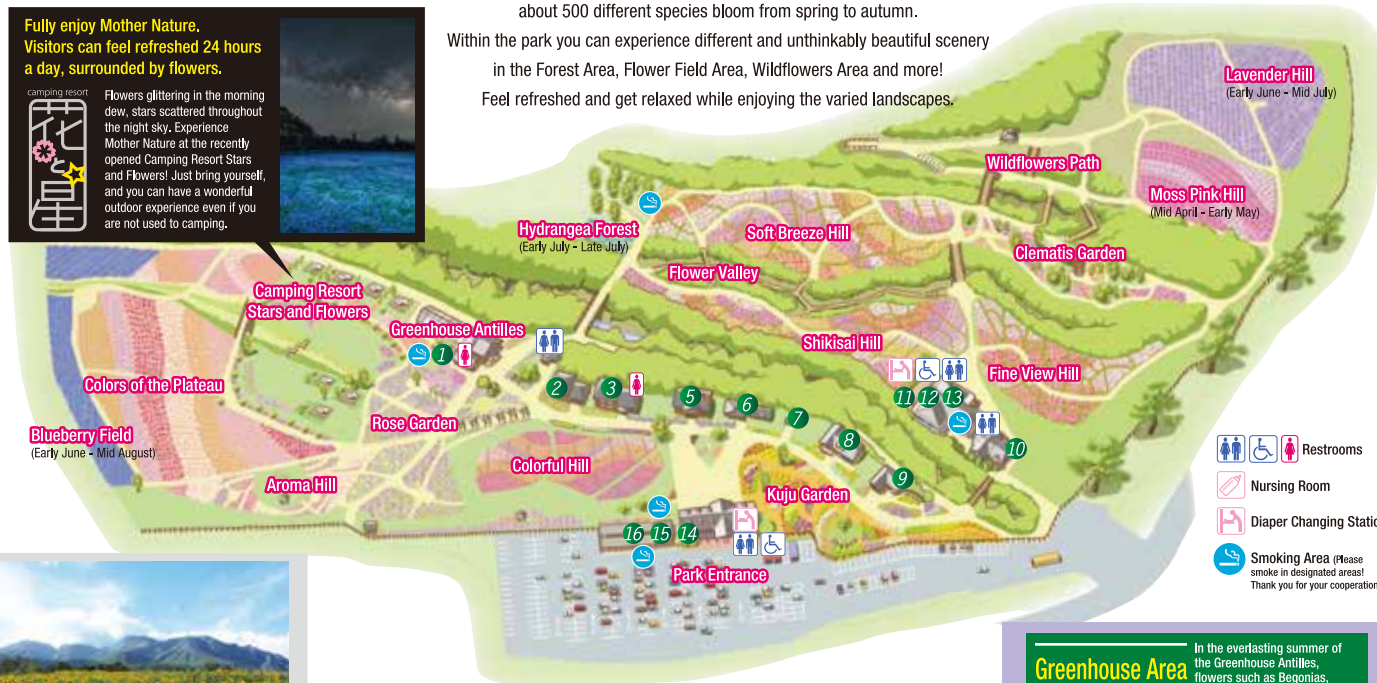 Fully enjoy Mother Nature.
Visitors can feel refreshed 24 hours
a day, surrounded by flowers.
camping resort
花と星
Flowers glittering in the morning
dew, stars scattered throughout
the night sky. Experience
Mother Nature at the recently
opened Camping Resort Stars
and Flowers! Just bring yourself,
and you can have a wonderful
outdoor experience even if you
are not used to camping.
about 500 different species bloom from spring to autumn.
Within the park you can experience different and unthinkably beautiful scenery
in the Forest Area, Flower Field Area, Wildflowers Area and more!
Feel refreshed and get relaxed while enjoying the varied landscapes.
Lavender Hill
(Early June - Mid July)
Wildflowers Path
Moss Pink Hill
(Mid April - Early May)
Hydrangea Forest
(Early July - Late July)
Soft Breeze Hill
Clematis Garden
Flower Valley
Camping Resort
Stars and Flowers
Greenhouse Antilles
1
Shikisai Hill
Fine View Hill
Colors of the Plateau
2
3
5
6
7
8
9
11 12 13
10
Rose Garden
Blueberry Field
(Early June - Mid August)
Colorful Hill
Aroma Hill
Kuju Garden
16 15 14
Park Entrance
Restrooms
Nursing Room
Diaper Changing Static
Smoking Area (Please
smoke in designated areas!
Thank you for your cooperation
Greenhouse Area
In the everlasting summer of
the Greenhouse Antilles,
flowers such as Begonias,